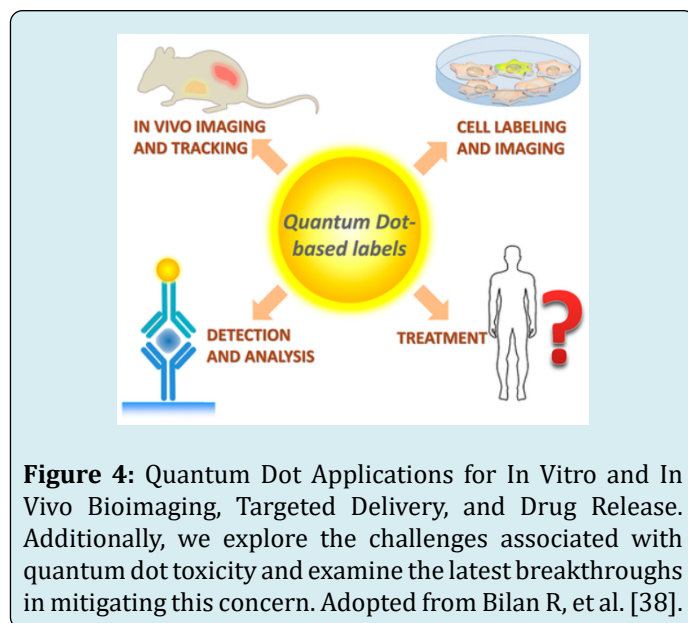 IN VIVO IMAGING
AND TRACKING
CELL LABELING
AND IMAGING
Quantum Dot-
based labels
DETECTION
AND ANALYSIS
TREATMENT
?
Figure 4: Quantum Dot Applications for In Vitro and In
Vivo Bioimaging, Targeted Delivery, and Drug Release.
Additionally, we explore the challenges associated with
quantum dot toxicity and examine the latest breakthroughs
in mitigating this concern. Adopted from Bilan R, et al. [38].